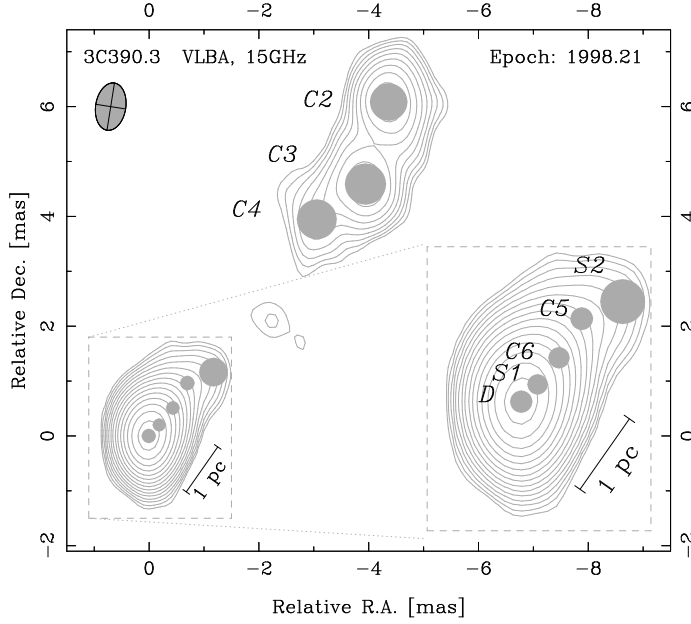 0 −2 −4 −6 −8
3C390.3 VLBA, 15GHz Epoch: 1998.21
C2
6 6
C3
C4
4 4
S2
C5
2 2
C6
S1
D
0 0
1 pc 1 pc
−2 −2
0 −2 −4 −6 −8
Relative R.A. [mas]
Relative Dec. [mas]